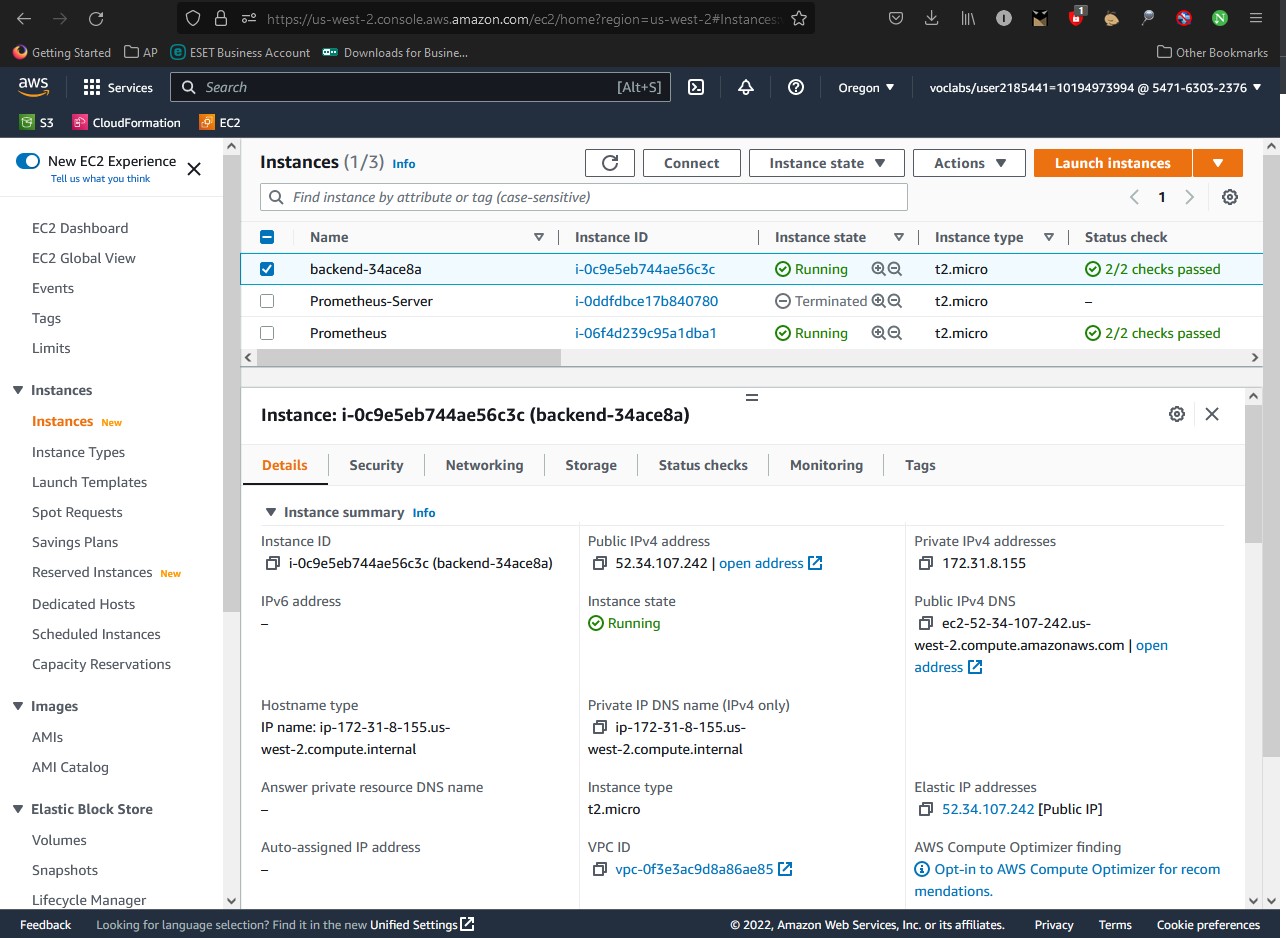 https://us-west-2.console.aws.amazon.com/ec2/home?region=us-west-2#Instances:
1
Getting Started AP ESET Business Account Downloads for Busine... Other Bookmarks
aws Services Search [Alt+S] Oregon voclabs/user2185441=10194973994 @ 5471-6303-2376
S3 CloudFormation EC2
New EC2 Experience
Tell us what you think
EC2 Dashboard
EC2 Global View
Events
Tags
Limits
Instances
Instances New
Instance Types
Launch Templates
Spot Requests
Savings Plans
Reserved Instances New
Dedicated Hosts
Scheduled Instances
Capacity Reservations
Images
AMIs
AMI Catalog
Elastic Block Store
Volumes
Snapshots
Lifecycle Manager
Instances (1/3) Info Connect Instance state Actions Launch instances
Find instance by attribute or tag (case-sensitive) 1
Name Instance ID Instance state Instance type Status check
backend-34ace8a i-0c9e5eb744ae56c3c Running t2.micro 2/2 checks passed
Prometheus-Server i-0ddfdbce17b840780 Terminated t2.micro –
Prometheus i-06f4d239c95a1dba1 Running t2.micro 2/2 checks passed
Instance: i-0c9e5eb744ae56c3c (backend-34ace8a)
Details Security Networking Storage Status checks Monitoring Tags
Instance summary Info
Instance ID
i-0c9e5eb744ae56c3c (backend-34ace8a)
Public IPv4 address
52.34.107.242 | open address
Private IPv4 addresses
172.31.8.155
IPv6 address
–
Instance state
Running
Public IPv4 DNS
ec2-52-34-107-242.us-
west-2.compute.amazonaws.com | open
address
Hostname type
IP name: ip-172-31-8-155.us-
west-2.compute.internal
Private IP DNS name (IPv4 only)
ip-172-31-8-155.us-
west-2.compute.internal
Answer private resource DNS name
–
Instance type
t2.micro
Elastic IP addresses
52.34.107.242 [Public IP]
Auto-assigned IP address
–
VPC ID
vpc-0f3e3ac9d8a86ae85
AWS Compute Optimizer finding
Opt-in to AWS Compute Optimizer for recom
mendations.
Feedback Looking for language selection? Find it in the new Unified Settings © 2022, Amazon Web Services, Inc. or its affiliates. Privacy Terms Cookie preferences